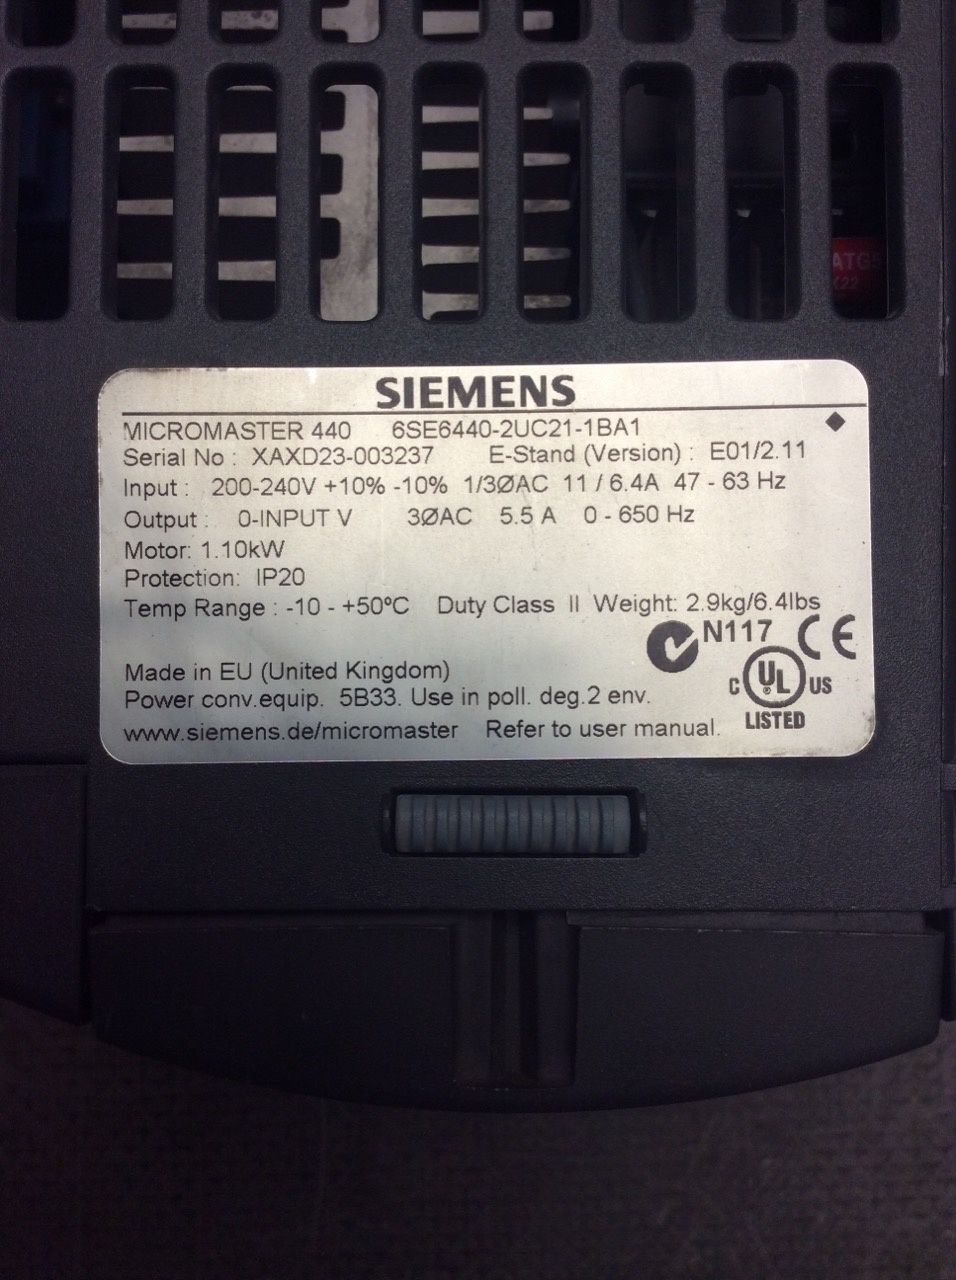 ATG
X22
SIEMENS
MICROMASTER 440 6SE6440-2UC21-1BA1
Serial No : XAXD23-003237 E-Stand (Version) : E01/2.11
Input : 200-240V +10% -10% 1/3ØAC 11 / 6.4A 47 - 63 Hz
Output : 0-INPUT V 3ØAC 5.5 A 0 - 650 Hz
Motor: 1.10kW
Protection: IP20
Temp Range : -10 - +50ºC Duty Class II Weight: 2.9kg/6.4lbs
N117 CE
Made in EU (United Kingdom)
C UL ® US
Power conv.equip. 5B33. Use in poll. deg.2 env.
LISTED
www.siemens.de/micromaster Refer to user manual.